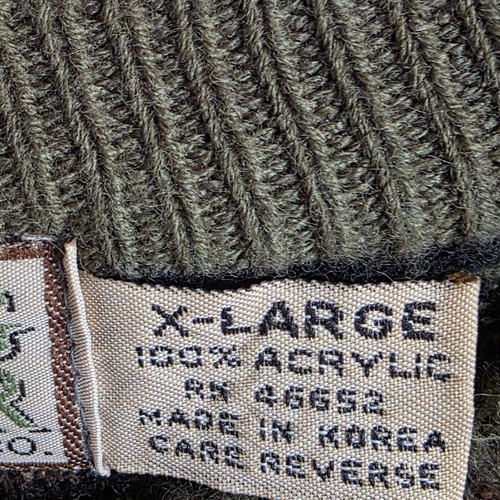 X-LARGE
100% ACRYLIC
RN 46652
MADE IN KOREA
CARE REVERSE